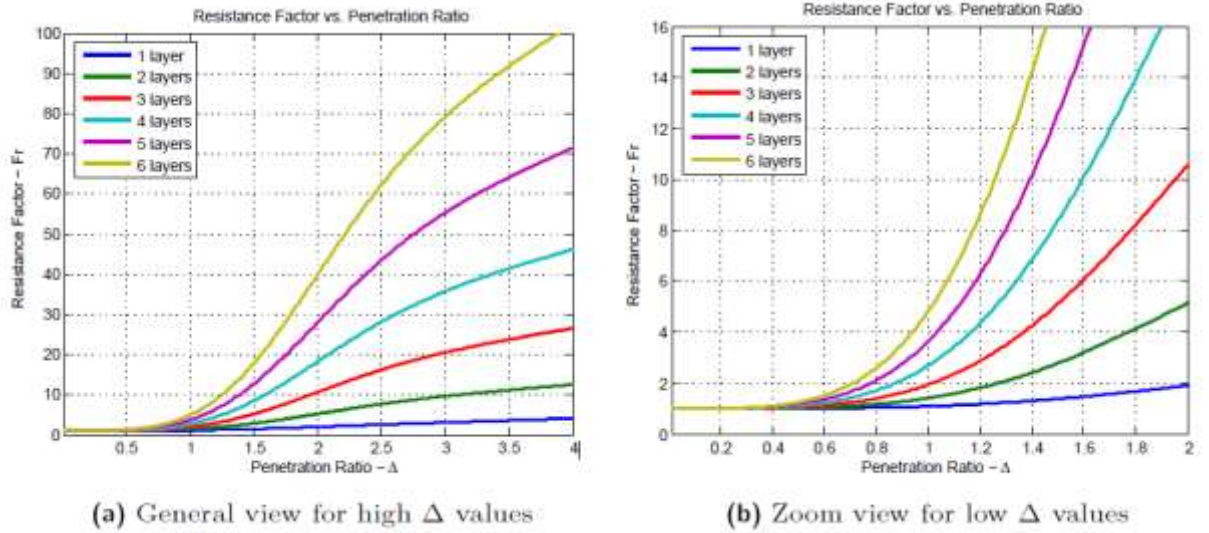 Resistance Factor vs. Penetration Ratio
100
90
80
70
60
50
40
30
20
10
0
Resistance Factor – Fr
1 layer
2 layers
3 layers
4 layers
5 layers
6 layers
0.5
1
1.5
2
2.5
3
3.5
4
Penetration Ratio – Δ
(a) General view for high Δ values
Resistance Factor vs. Penetration Ratio
16
14
12
10
8
6
4
2
0
Resistance Factor – Fr
1 layer
2 layers
3 layers
4 layers
5 layers
6 layers
0.2
0.4
0.6
0.8
1
1.2
1.4
1.6
1.8
2
Penetration Ratio – Δ
(b) Zoom view for low Δ values